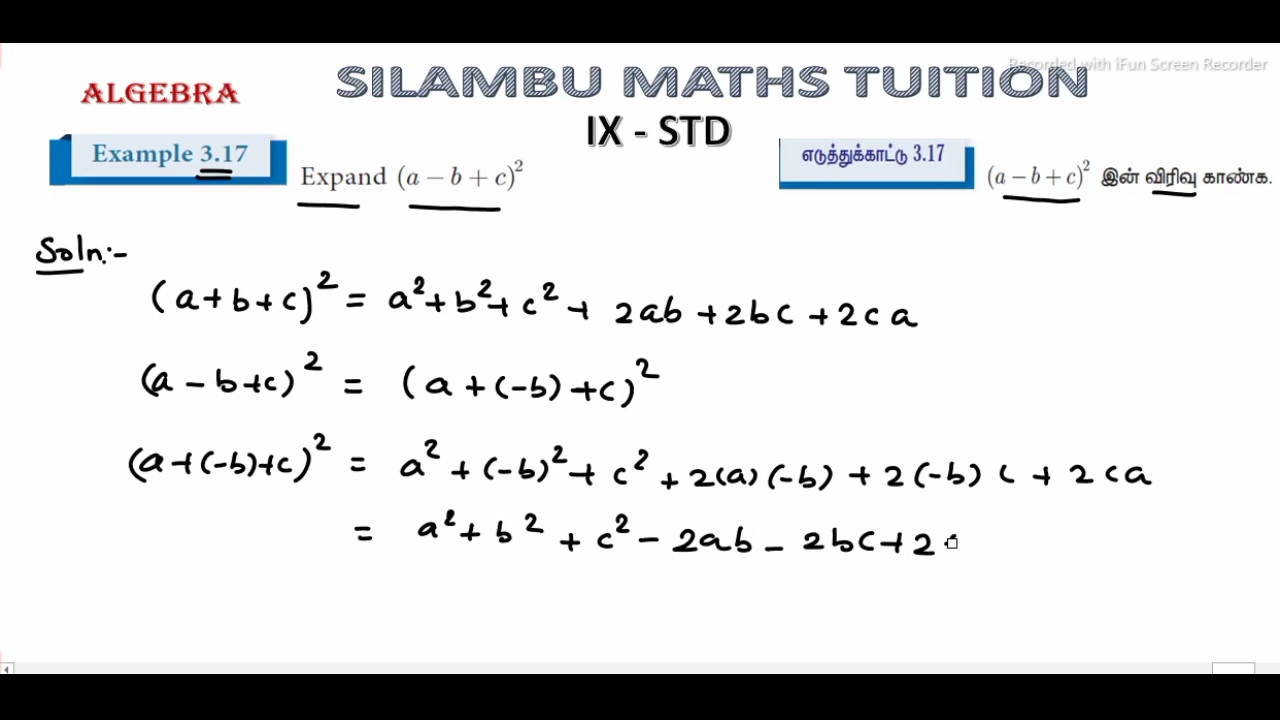 Recorded with iFun Screen Recorder
ALGEBRA
SILAMBU MATHS TUITION
IX - STD
Example 3.17
Expand (a − b + c)²
எடுத்துக்காட்டு 3.17
(a − b + c)² இன் விரிவு காண்க.
Soln:-
(a+b+c)² = a²+b²+c²+ 2ab +2bc +2ca
(a-b+c)² = (a+(-b)+c)²
(a+(-b)+c)² = a²+(-b)²+c²+2(a)(-b)+2(-b)c+2ca
= a²+b²+c²-2ab-2bc+2